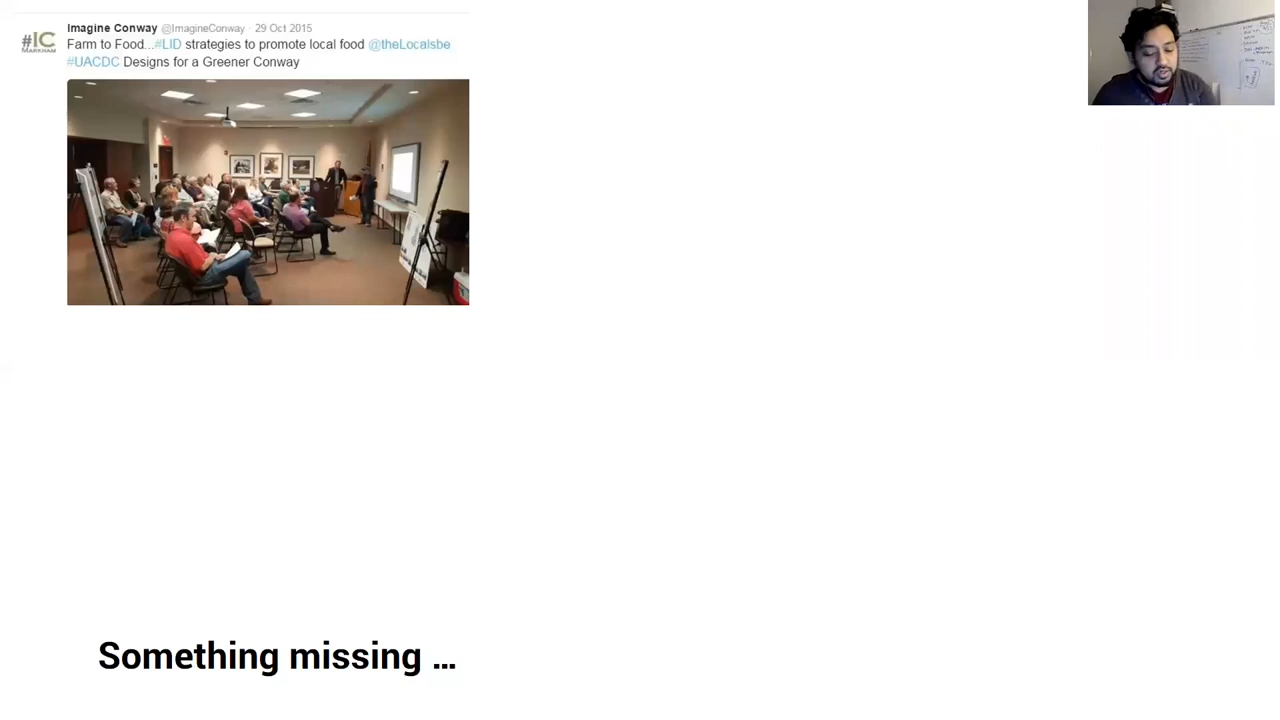 #IC
MARKHAM
Imagine Conway @ImagineConway · 29 Oct 2015
Farm to Food...#LID strategies to promote local food @theLocalsbe
#UACDC Designs for a Greener Conway
Something missing ...